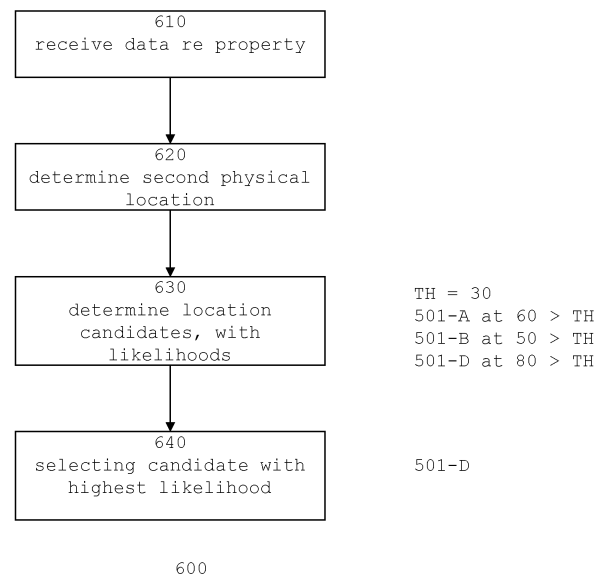 610
receive data re property
620
determine second physical
location
630
determine location
candidates, with
likelihoods
TH = 30
501-A at 60 > TH
501-B at 50 > TH
501-D at 80 > TH
640
selecting candidate with
highest likelihood
501-D
600